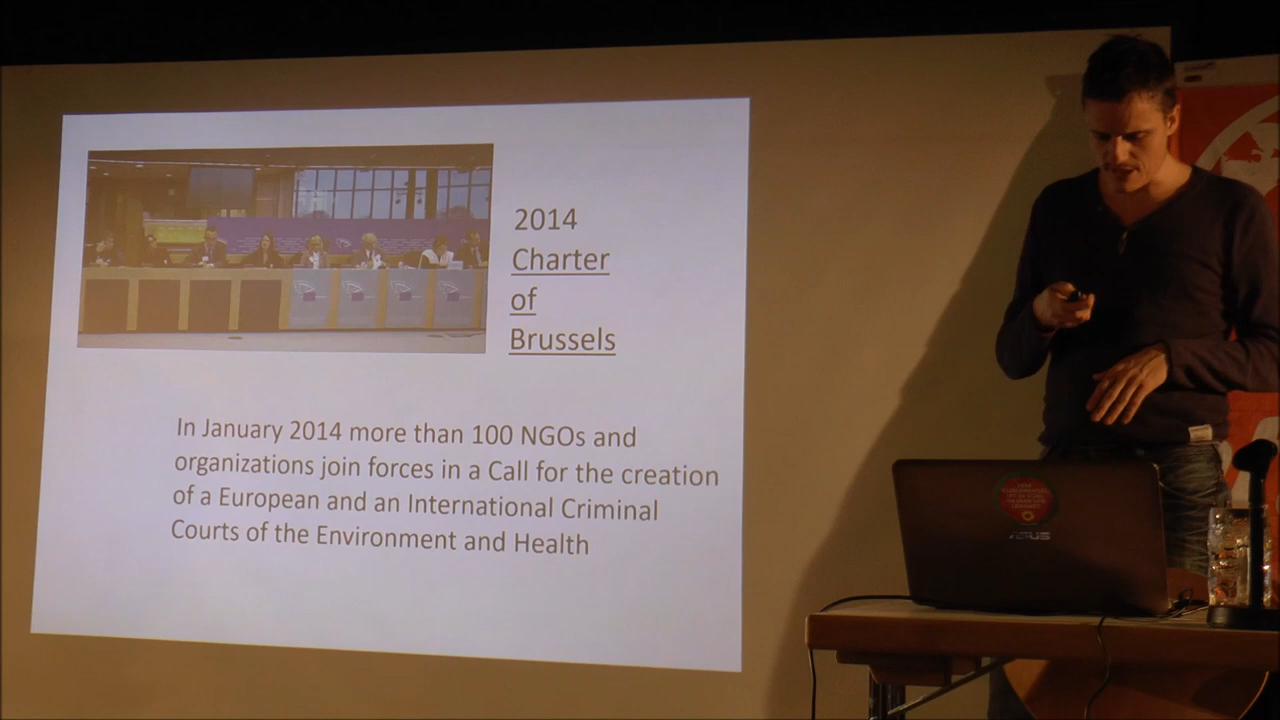 2014
Charter
of
Brussels
In January 2014 more than 100 NGOs and
organizations join forces in a Call for the creation
of a European and an International Criminal
Courts of the Environment and Health
ASUS